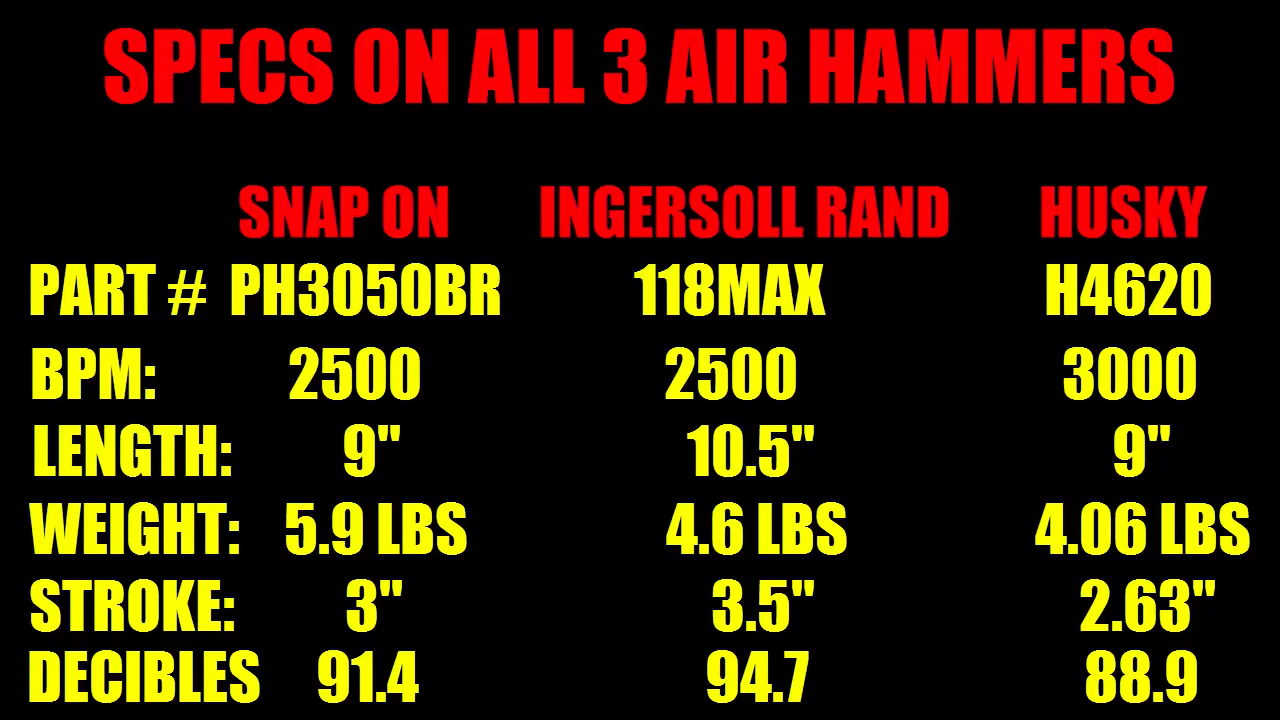 SPECS ON ALL 3 AIR HAMMERS
SNAP ON INGERSOLL RAND HUSKY
PART # PH3050BR 118MAX H4620
BPM: 2500 2500 3000
LENGTH: 9" 10.5" 9"
WEIGHT: 5.9 LBS 4.6 LBS 4.06 LBS
STROKE: 3" 3.5" 2.63"
DECIBLES 91.4 94.7 88.9